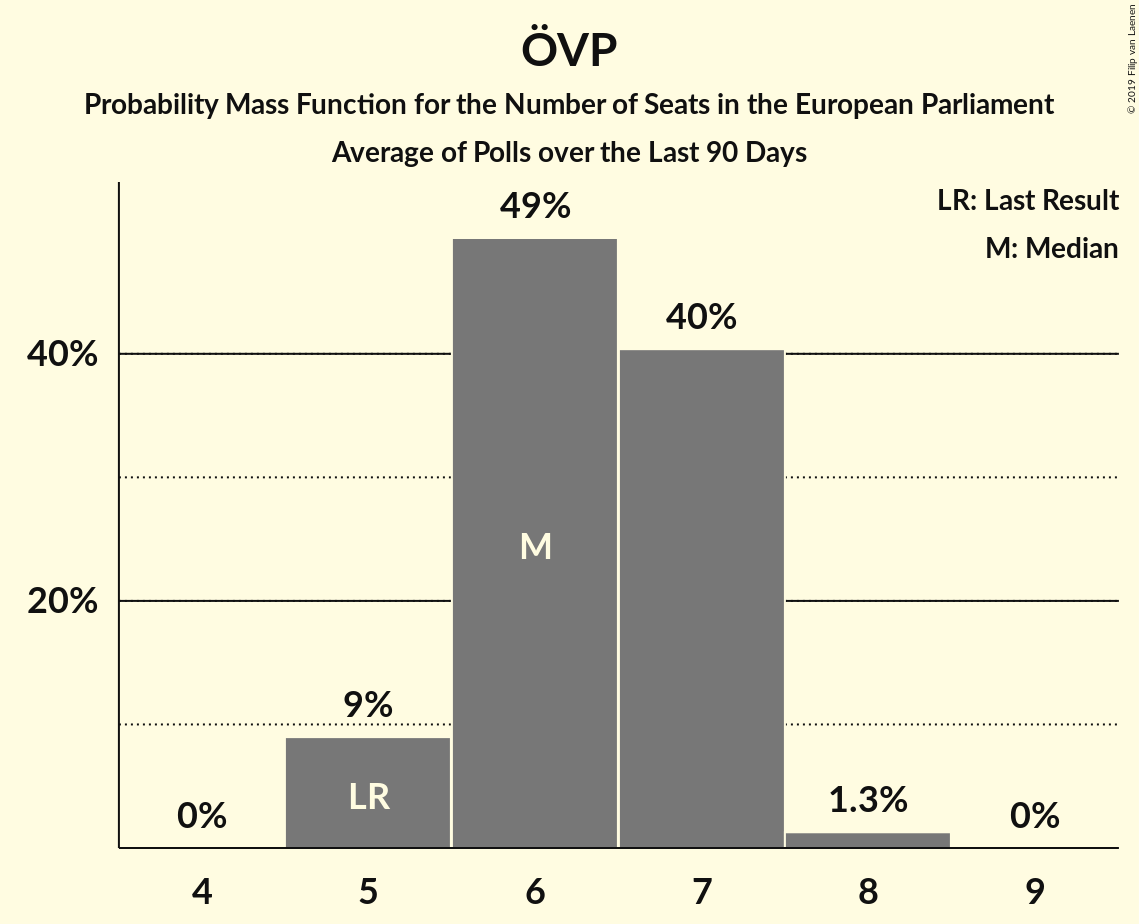 ÖVP
Probability Mass Function for the Number of Seats in the European Parliament
Average of Polls over the Last 90 Days
© 2019 Filip van Laenen
LR: Last Result
M: Median
49%
40%
40%
M
20%
9%
LR
0%
1.3%
0%
4 5 6 7 8 9